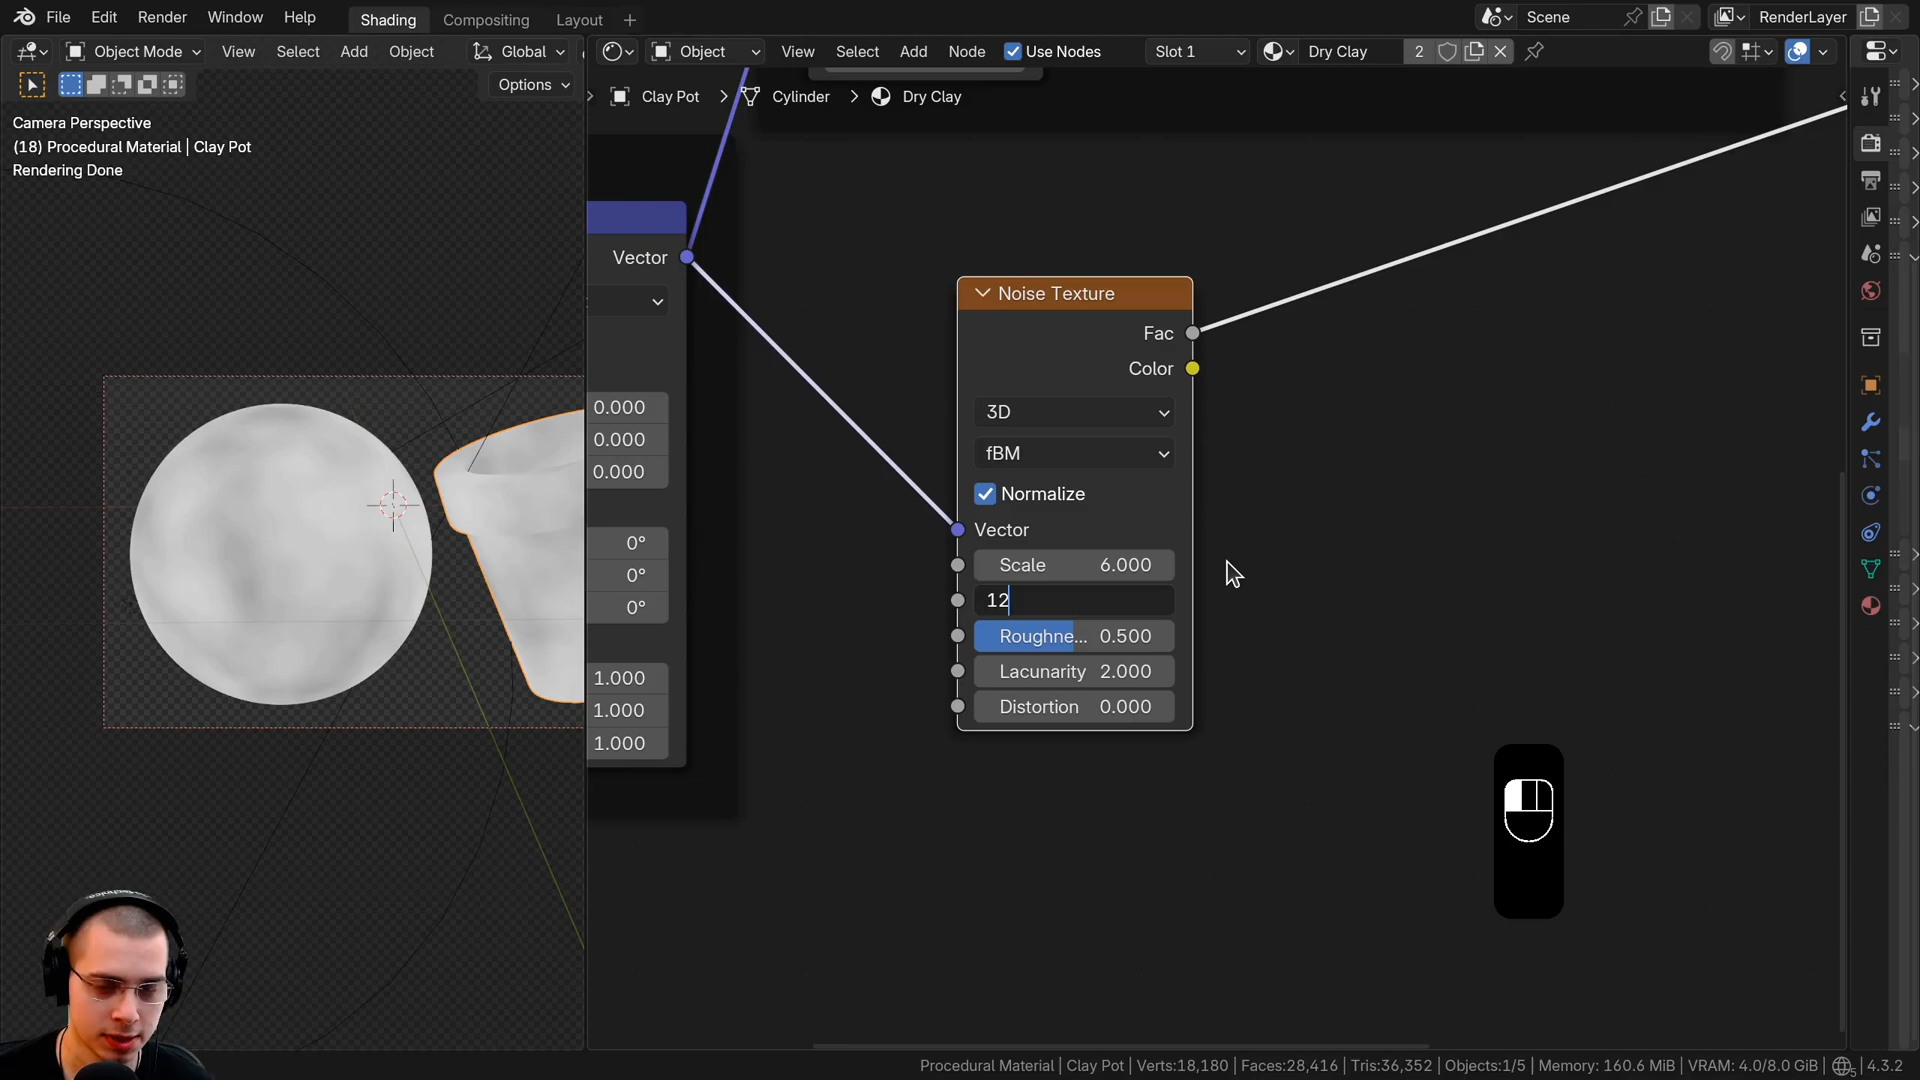 File Edit Render Window Help Shading Compositing Layout + Scene RenderLayer
Object Mode View Select Add Object Global Object View Select Add Node Use Nodes Slot 1 Dry Clay 2
Options
Clay Pot > Cylinder > Dry Clay
Camera Perspective
(18) Procedural Material | Clay Pot
Rendering Done
Vector
0.000
0.000
0.000
0°
0°
0°
1.000
1.000
1.000
Noise Texture
Fac
Color
3D
fBM
Normalize
Vector
Scale 6.000
12
Roughne... 0.500
Lacunarity 2.000
Distortion 0.000
Procedural Material | Clay Pot | Verts:18,180 | Faces:28,416 | Tris:36,352 | Objects:1/5 | Memory: 160.6 MiB | VRAM: 4.0/8.0 GiB | 5 | 4.3.2